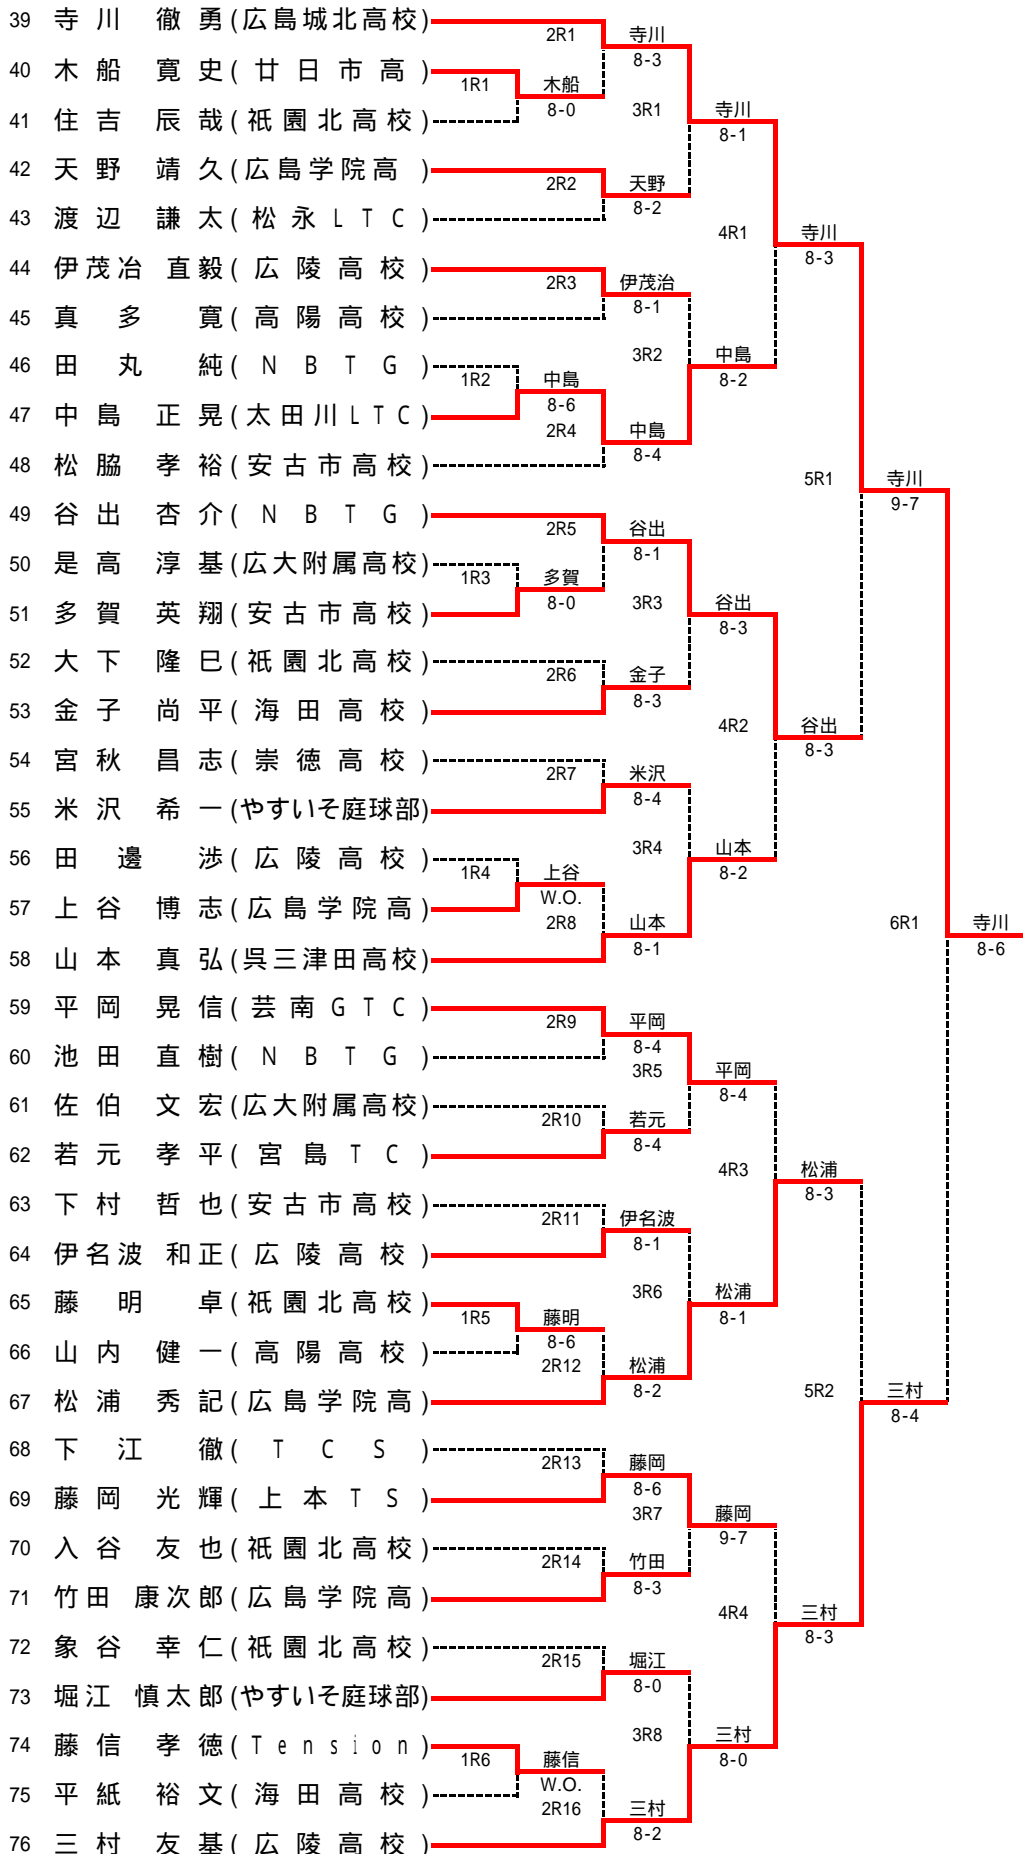 39 寺川 徹勇(広島城北高校)
2R1 寺川
8-3
40 木船 寛史(廿日市高)
1R1 木船
8-0
3R1 寺川
8-1
41 住吉 辰哉(祇園北高校)
42 天野 靖久(広島学院高)
2R2 天野
8-2
43 渡辺 謙太(松永LTC)
4R1 寺川
8-3
44 伊茂冶 直毅(広陵高校)
2R3 伊茂治
8-1
45 真多 寛(高陽高校)
3R2 中島
8-2
46 田丸 純(NBTG)
1R2 中島
8-6
47 中島 正晃(太田川LTC)
2R4 中島
8-4
48 松脇 孝裕(安古市高校)
5R1 寺川
9-7
49 谷出 杏介(NBTG)
2R5 谷出
8-1
50 是高 淳基(広大附属高校)
1R3 多賀
8-0
3R3 谷出
8-3
51 多賀 英翔(安古市高校)
52 大下 隆巳(祇園北高校)
2R6 金子
8-3
53 金子 尚平(海田高校)
4R2 谷出
8-3
54 宮秋 昌志(崇徳高校)
2R7 米沢
8-4
55 米沢 希一(やすいそ庭球部)
3R4 山本
8-2
56 田邊 渉(広陵高校)
1R4 上谷
W.O.
57 上谷 博志(広島学院高)
2R8 山本
8-1
6R1 寺川
8-6
58 山本 真弘(呉三津田高校)
59 平岡 晃信(芸南GTC)
2R9 平岡
8-4
60 池田 直樹(NBTG)
3R5 平岡
8-4
61 佐伯 文宏(広大附属高校)
2R10 若元
8-4
62 若元 孝平(宮島TC)
4R3 松浦
8-3
63 下村 哲也(安古市高校)
2R11 伊名波
8-1
64 伊名波 和正(広陵高校)
3R6 松浦
8-1
65 藤明 卓(祇園北高校)
1R5 藤明
8-6
66 山内 健一(高陽高校)
2R12 松浦
8-2
67 松浦 秀記(広島学院高)
5R2 三村
8-4
68 下江 徹(TCS)
2R13 藤岡
8-6
69 藤岡 光輝(上本TS)
3R7 藤岡
9-7
70 入谷 友也(祇園北高校)
2R14 竹田
8-3
71 竹田 康次郎(広島学院高)
4R4 三村
8-3
72 象谷 幸仁(祇園北高校)
2R15 堀江
8-0
73 堀江 慎太郎(やすいそ庭球部)
3R8 三村
8-0
74 藤信 孝徳(Tension)
1R6 藤信
W.O.
75 平紙 裕文(海田高校)
2R16 三村
8-2
76 三村 友基(広陵高校)